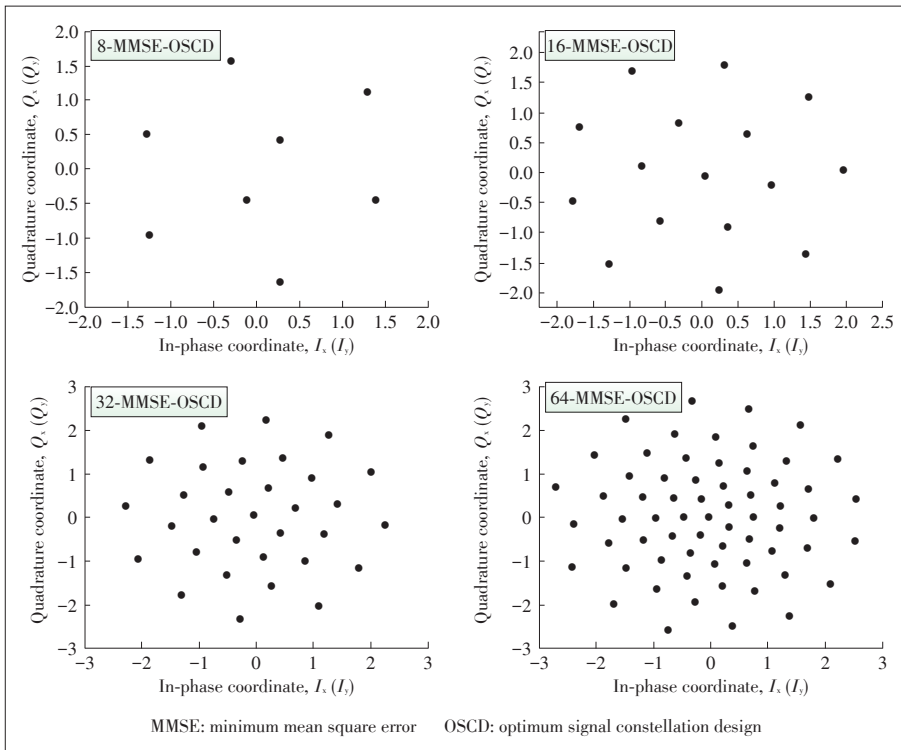 8-MMSE-OSCD
Quadrature coordinate, Qx (Qy)
2.0
1.5
1.0
0.5
0.0
−0.5
−1.0
−1.5
−2.0
−2.0 −1.5 −1.0 −0.5 0.0 0.5 1.0 1.5 2.0
In-phase coordinate, Ix (Iy)
16-MMSE-OSCD
Quadrature coordinate, Qx (Qy)
2.0
1.5
1.0
0.5
0.0
−0.5
−1.0
−1.5
−2.0
−2.0 −1.5 −1.0 −0.5 0.0 0.5 1.0 1.5 2.0 2.5
In-phase coordinate, Ix (Iy)
32-MMSE-OSCD
Quadrature coordinate, Qx (Qy)
3
2
1
0
−1
−2
−3
−3 −2 −1 0 1 2 3
In-phase coordinate, Ix (Iy)
64-MMSE-OSCD
Quadrature coordinate, Qx (Qy)
3
2
1
0
−1
−2
−3
−3 −2 −1 0 1 2 3
In-phase coordinate, Ix (Iy)
MMSE: minimum mean square error OSCD: optimum signal constellation design